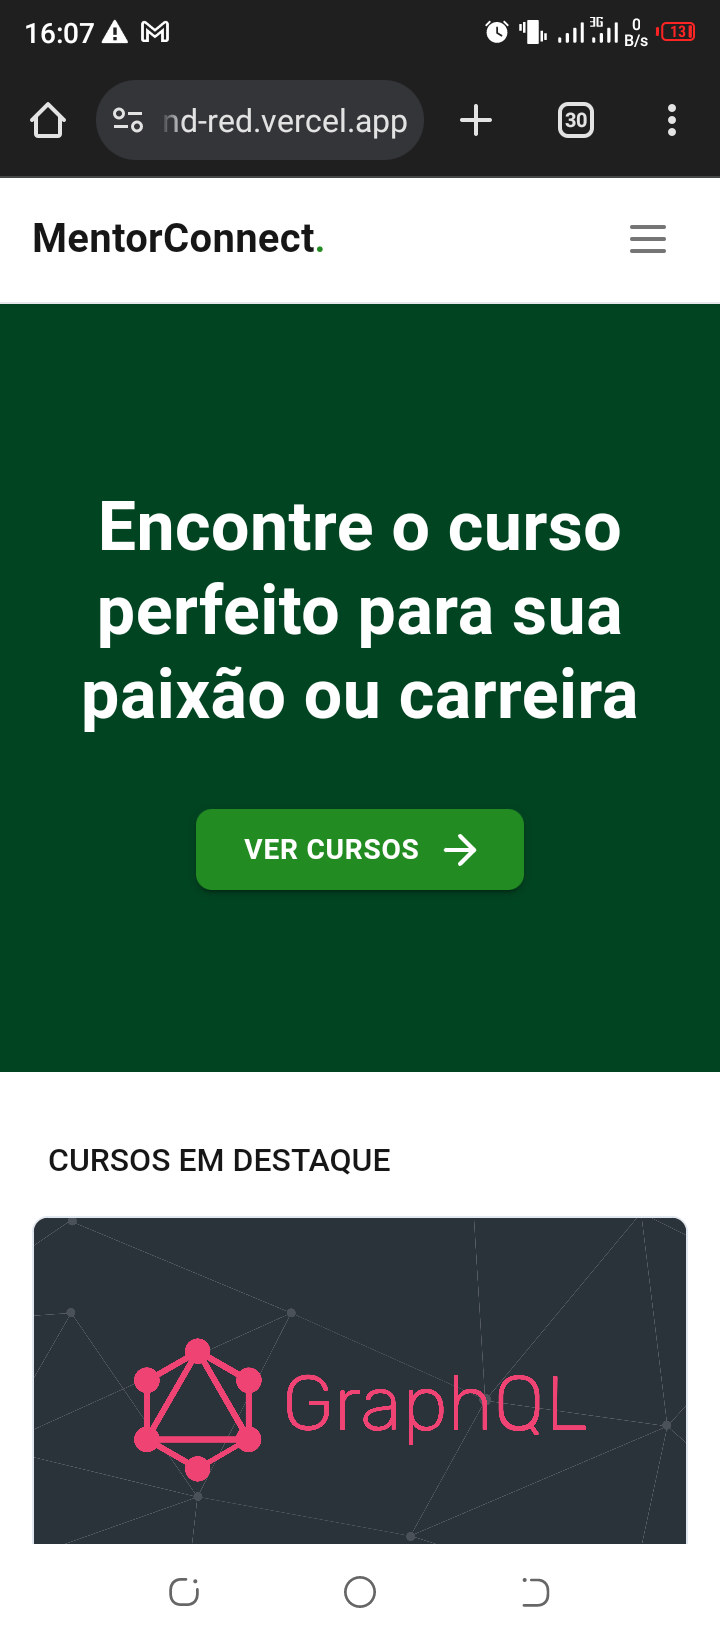 16:07
3G
0
B/s
13
nd-red.vercel.app
30
MentorConnect.
Encontre o curso
perfeito para sua
paixão ou carreira
VER CURSOS
CURSOS EM DESTAQUE
GraphQL